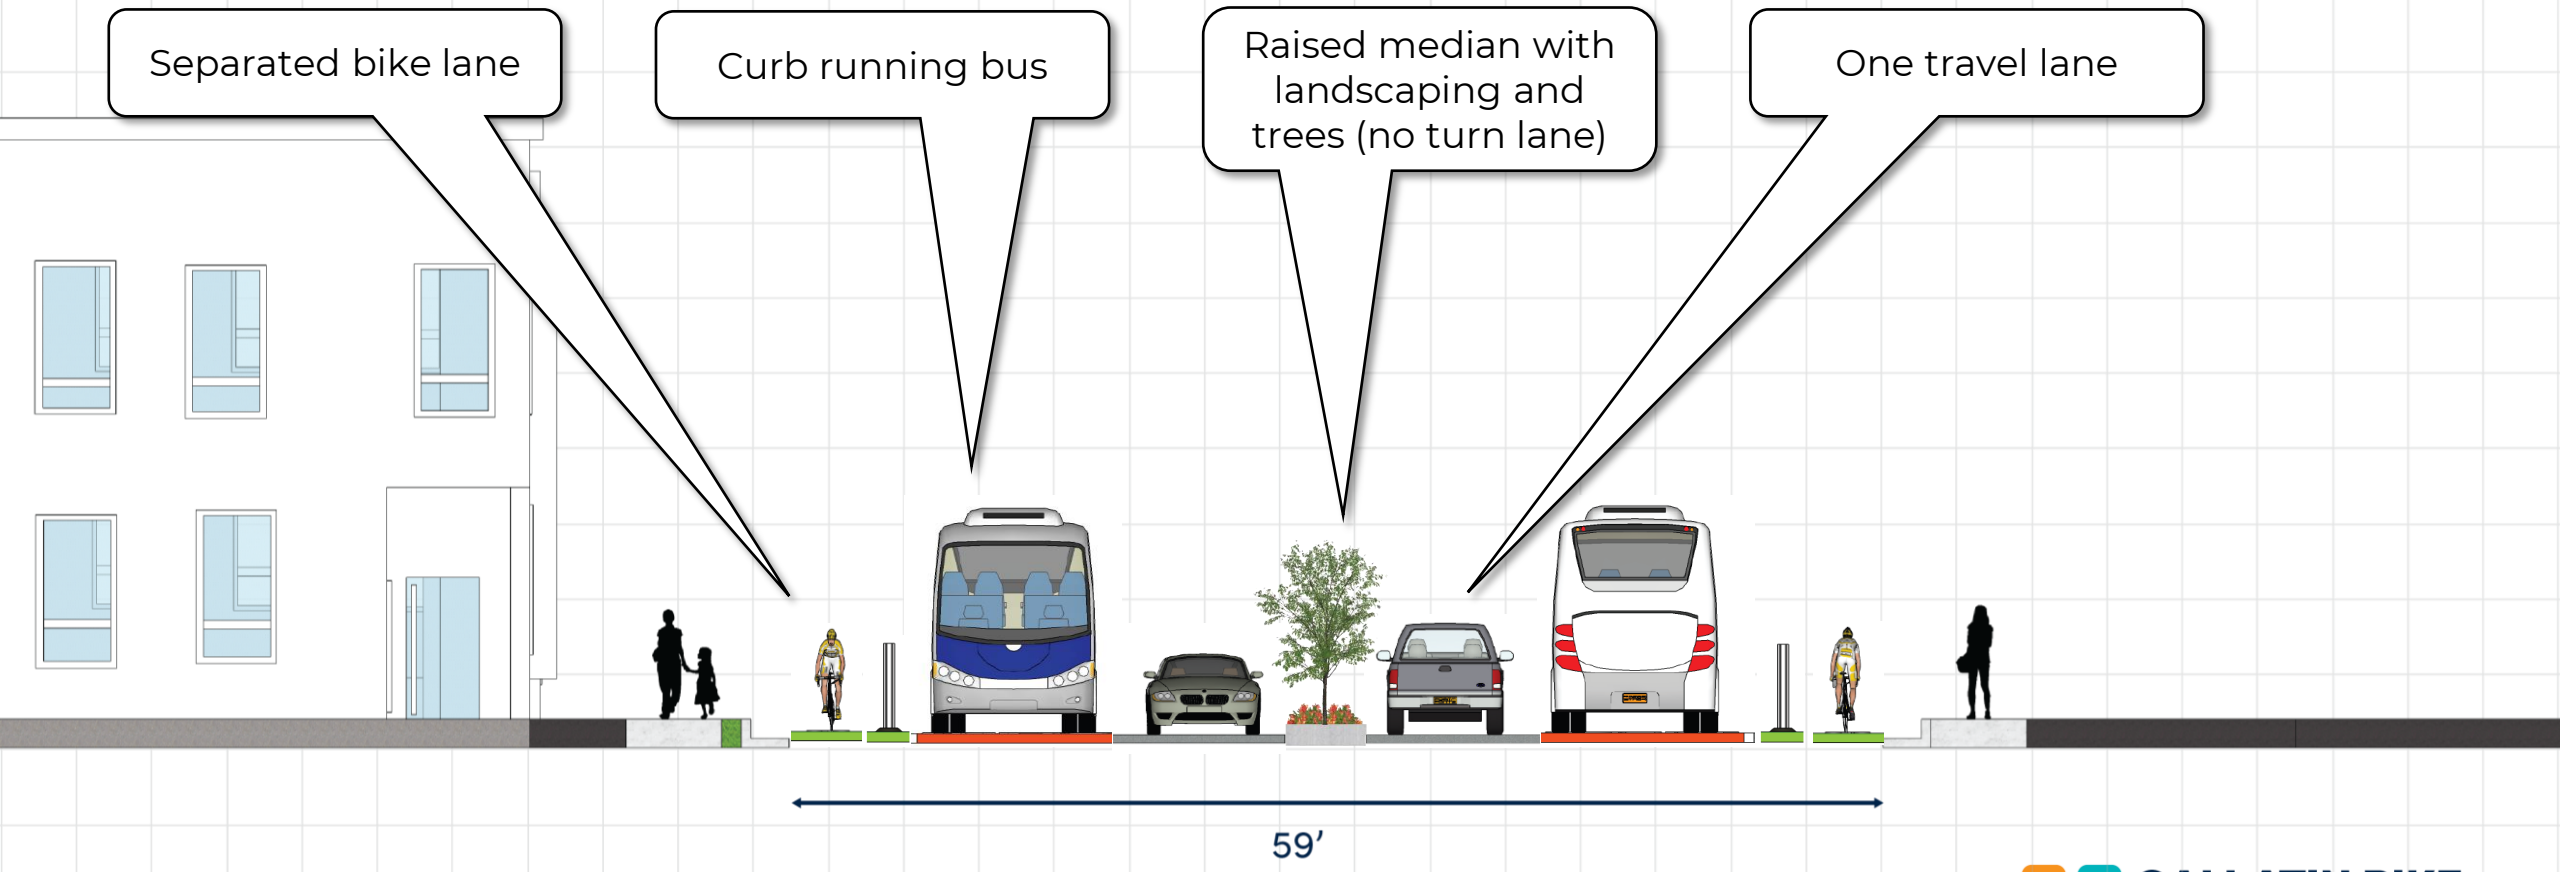 Separated bike lane
Curb running bus
Raised median with
landscaping and
trees (no turn lane)
One travel lane
59’